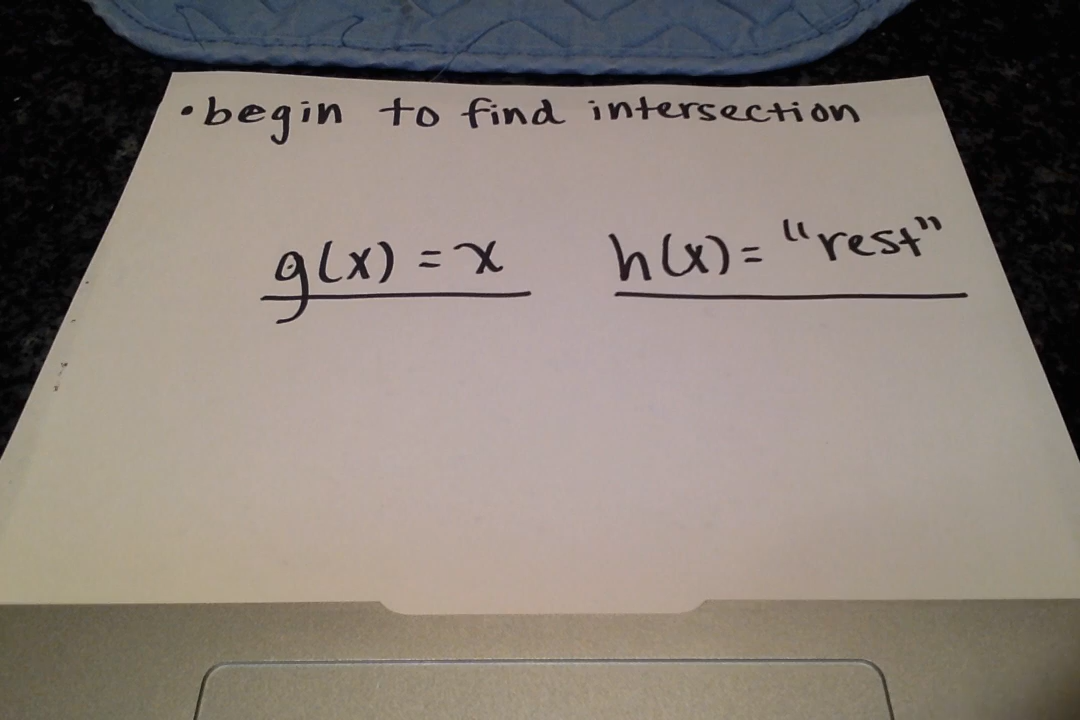 •begin to find intersection
g(x) = x h(x) = "rest"